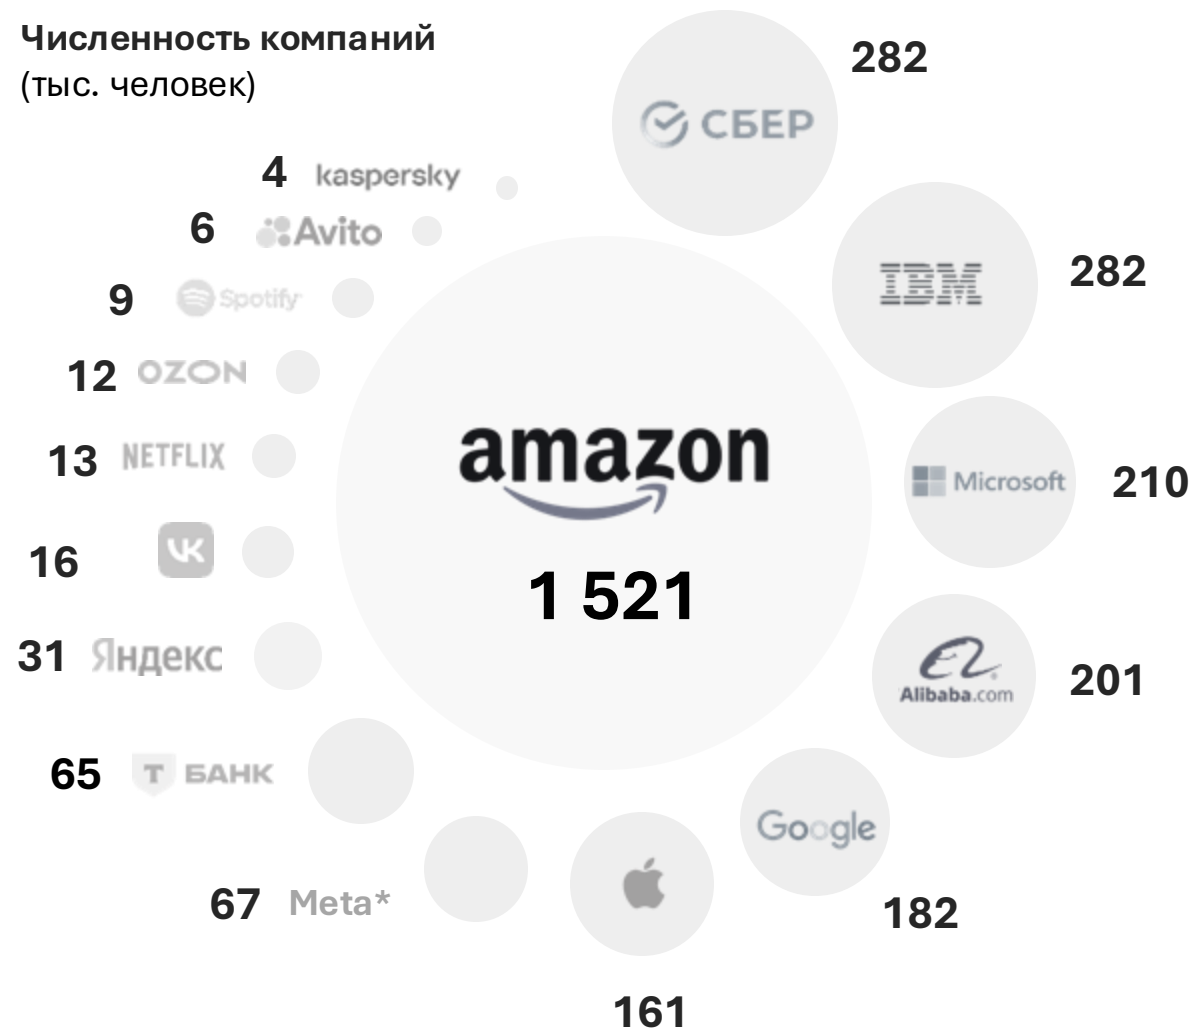 Численность компаний
(тыс. человек)
282
СБЕР
4 kaspersky
6 Avito
9 Spotify
282
IBM
12 OZON
13 NETFLIX
amazon
1 521
210
Microsoft
16 VK
31 Яндекс
201
Alibaba.com
65 Т БАНК
67 Meta*
Google
182
161